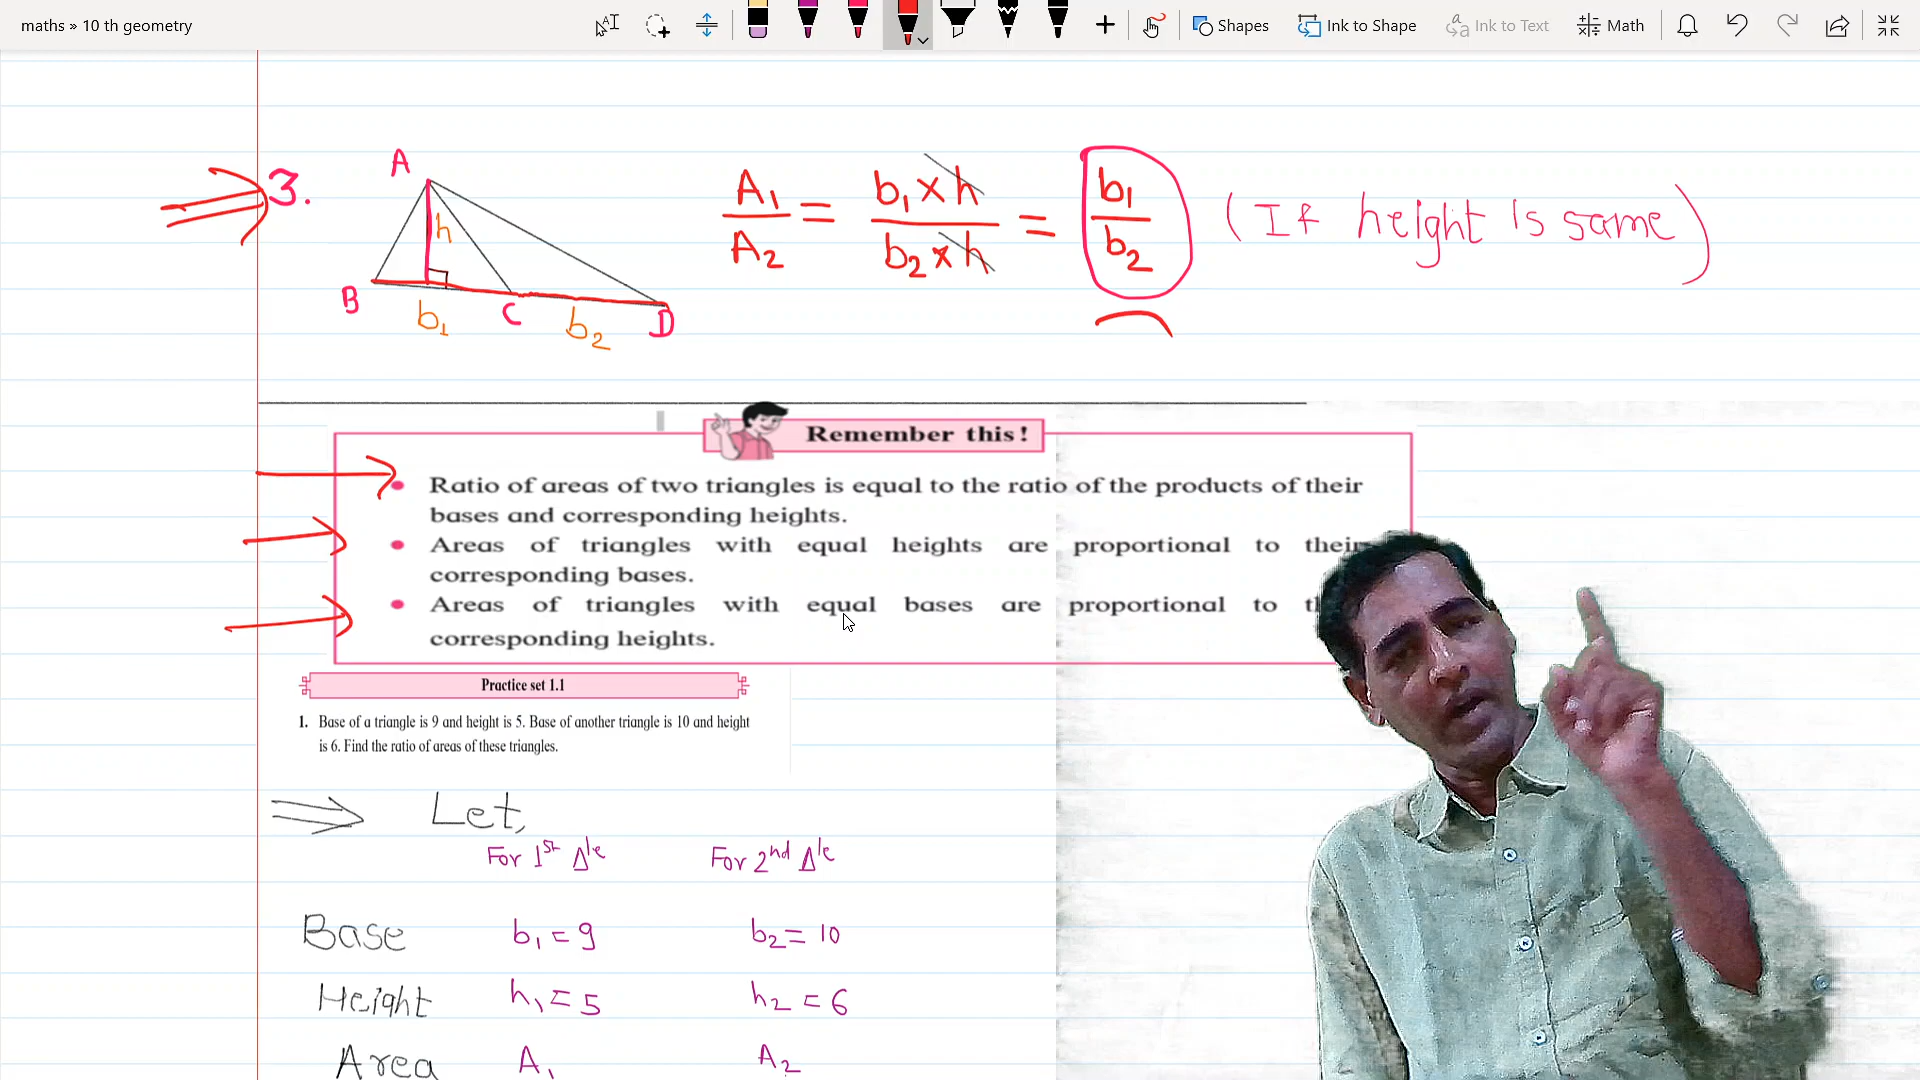 maths » 10 th geometry
Shapes
Ink to Shape
Ink to Text
Math
3.
A
h
B
b₁
C
b₂
D
A₁/A₂ = b₁×h/b₂×h = b₁/b₂ (If height is same)
Remember this!
• Ratio of areas of two triangles is equal to the ratio of the products of their
bases and corresponding heights.
• Areas of triangles with equal heights are proportional to their
corresponding bases.
• Areas of triangles with equal bases are proportional to
corresponding heights.
Practice set 1.1
1. Base of a triangle is 9 and height is 5. Base of another triangle is 10 and height
is 6. Find the ratio of areas of these triangles.
⇒ Let,
For 1st Δle For 2nd Δle
Base b₁ = 9 b₂ = 10
Height h₁ = 5 h₂ = 6
Area A₁ A₂